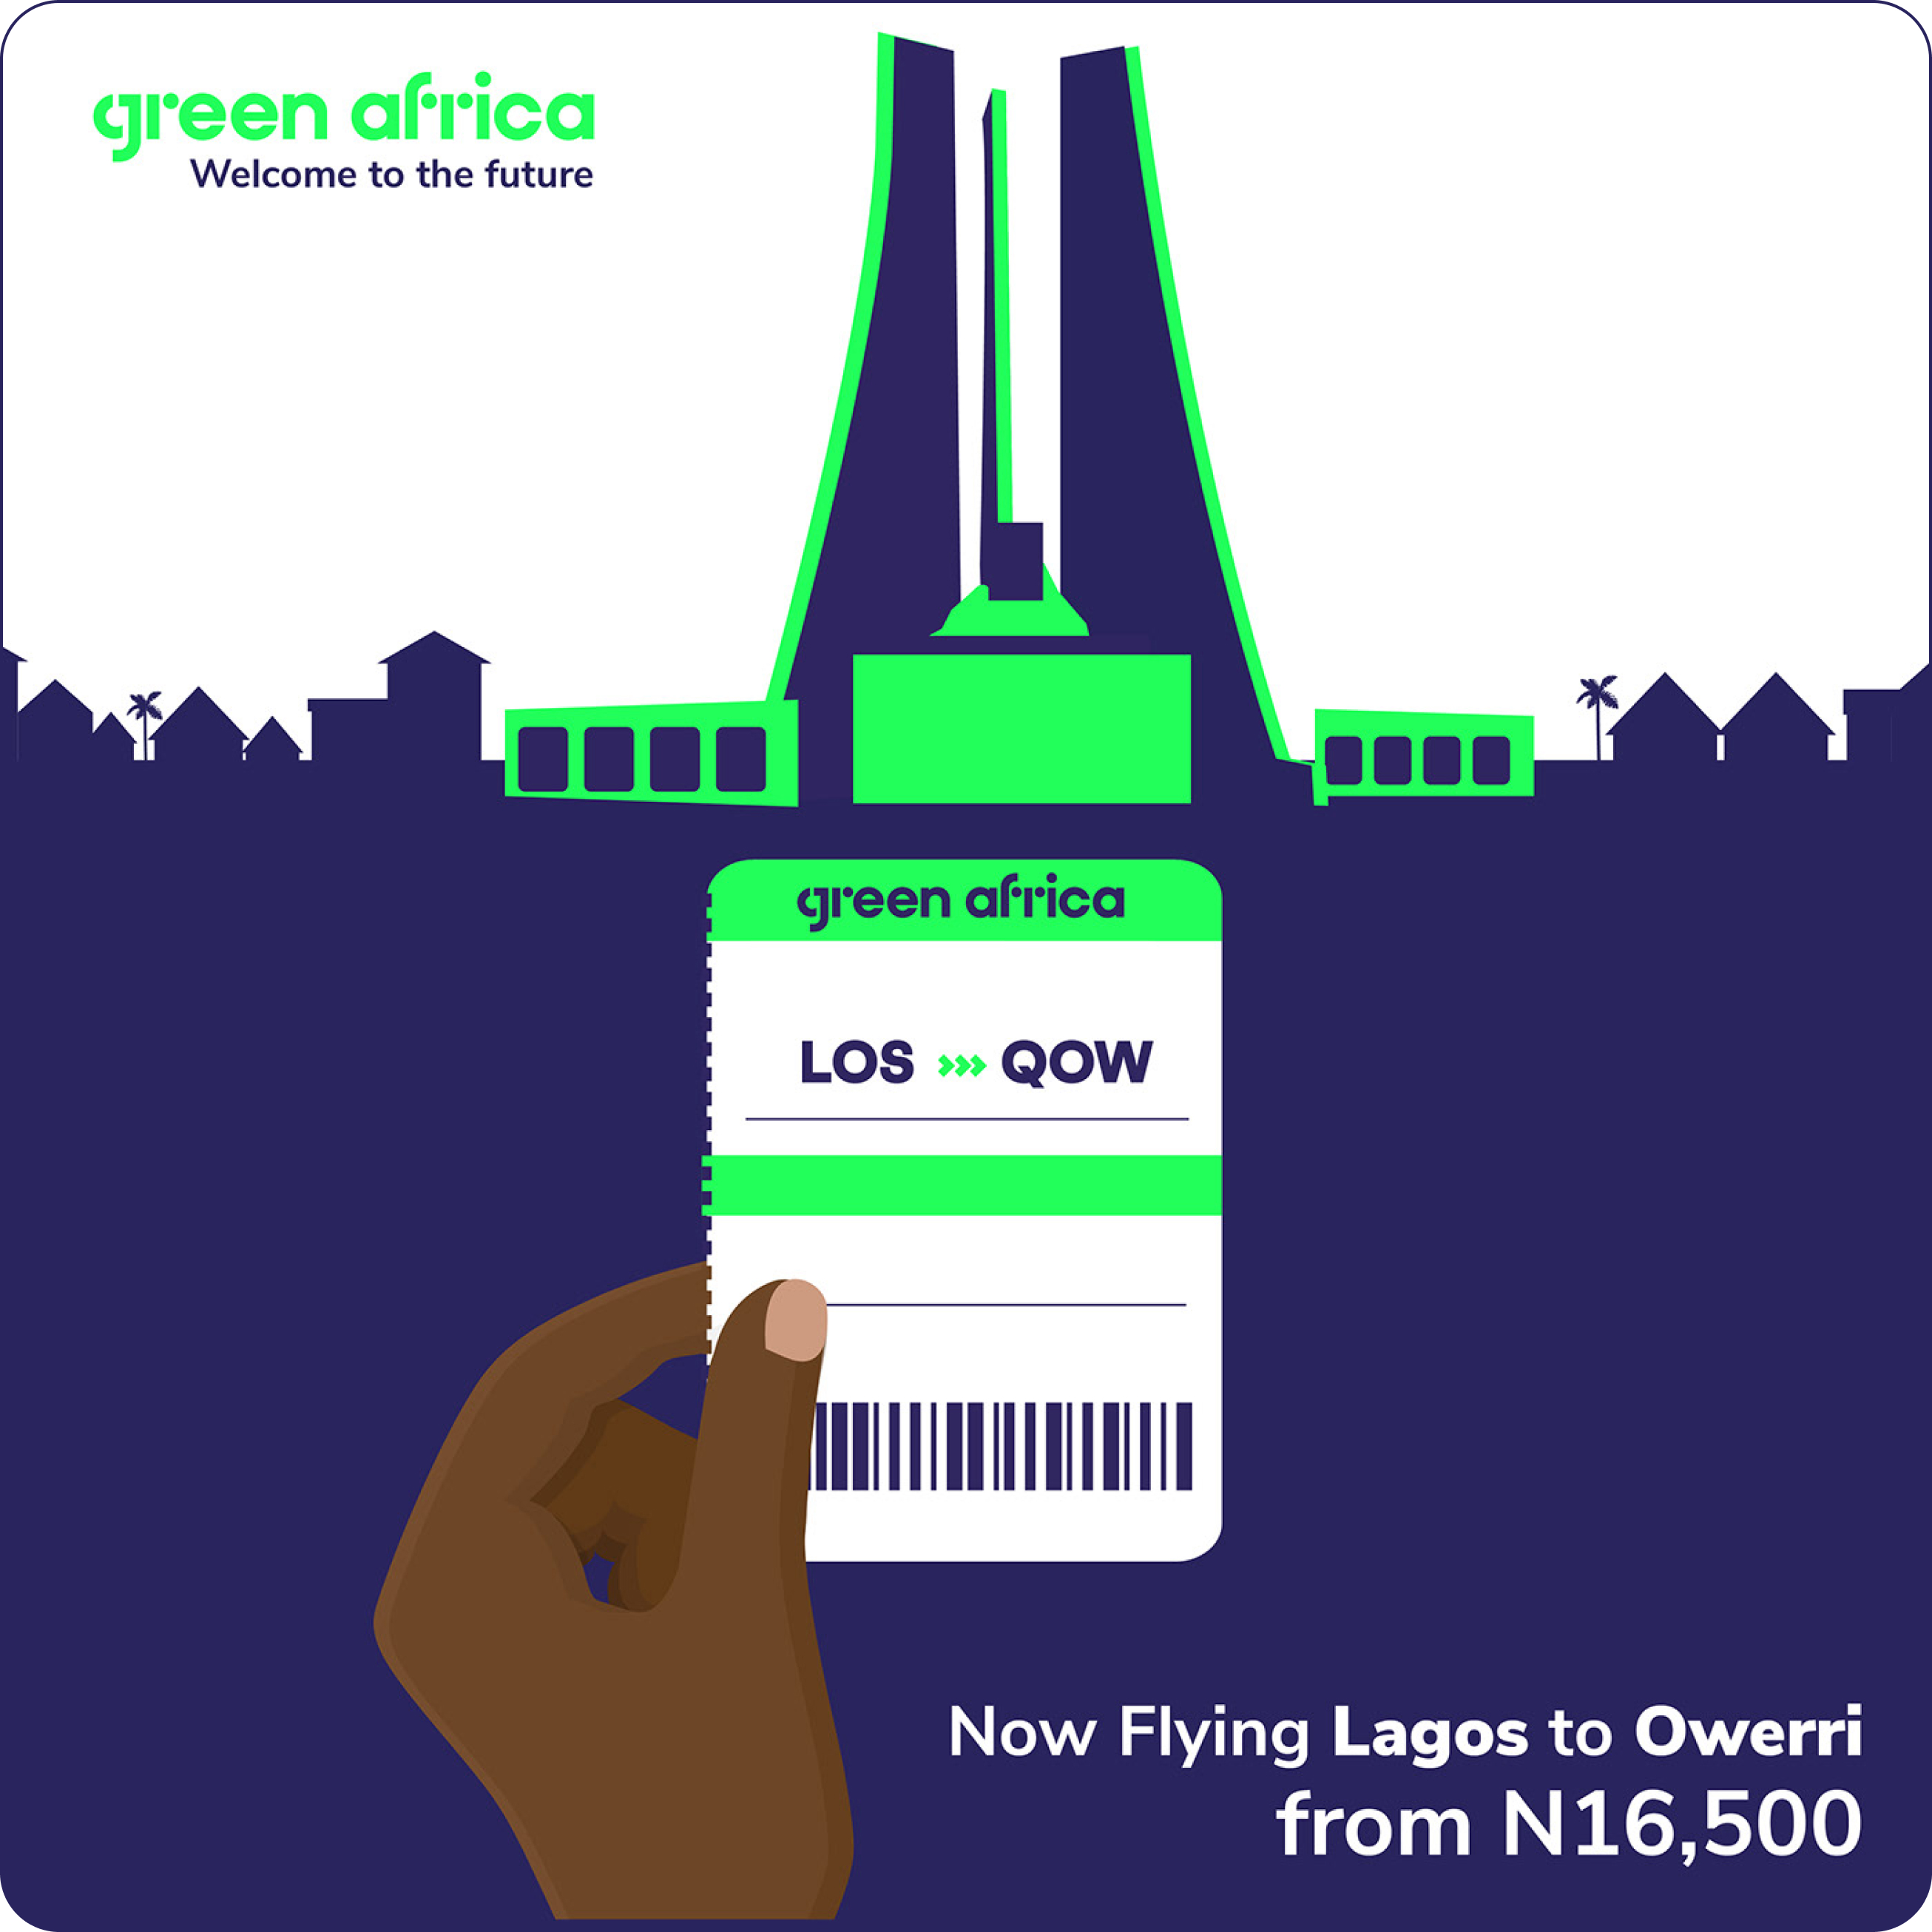 green africa
Welcome to the future
green africa
LOS >>> QOW
Now Flying Lagos to Owerri
from N16,500